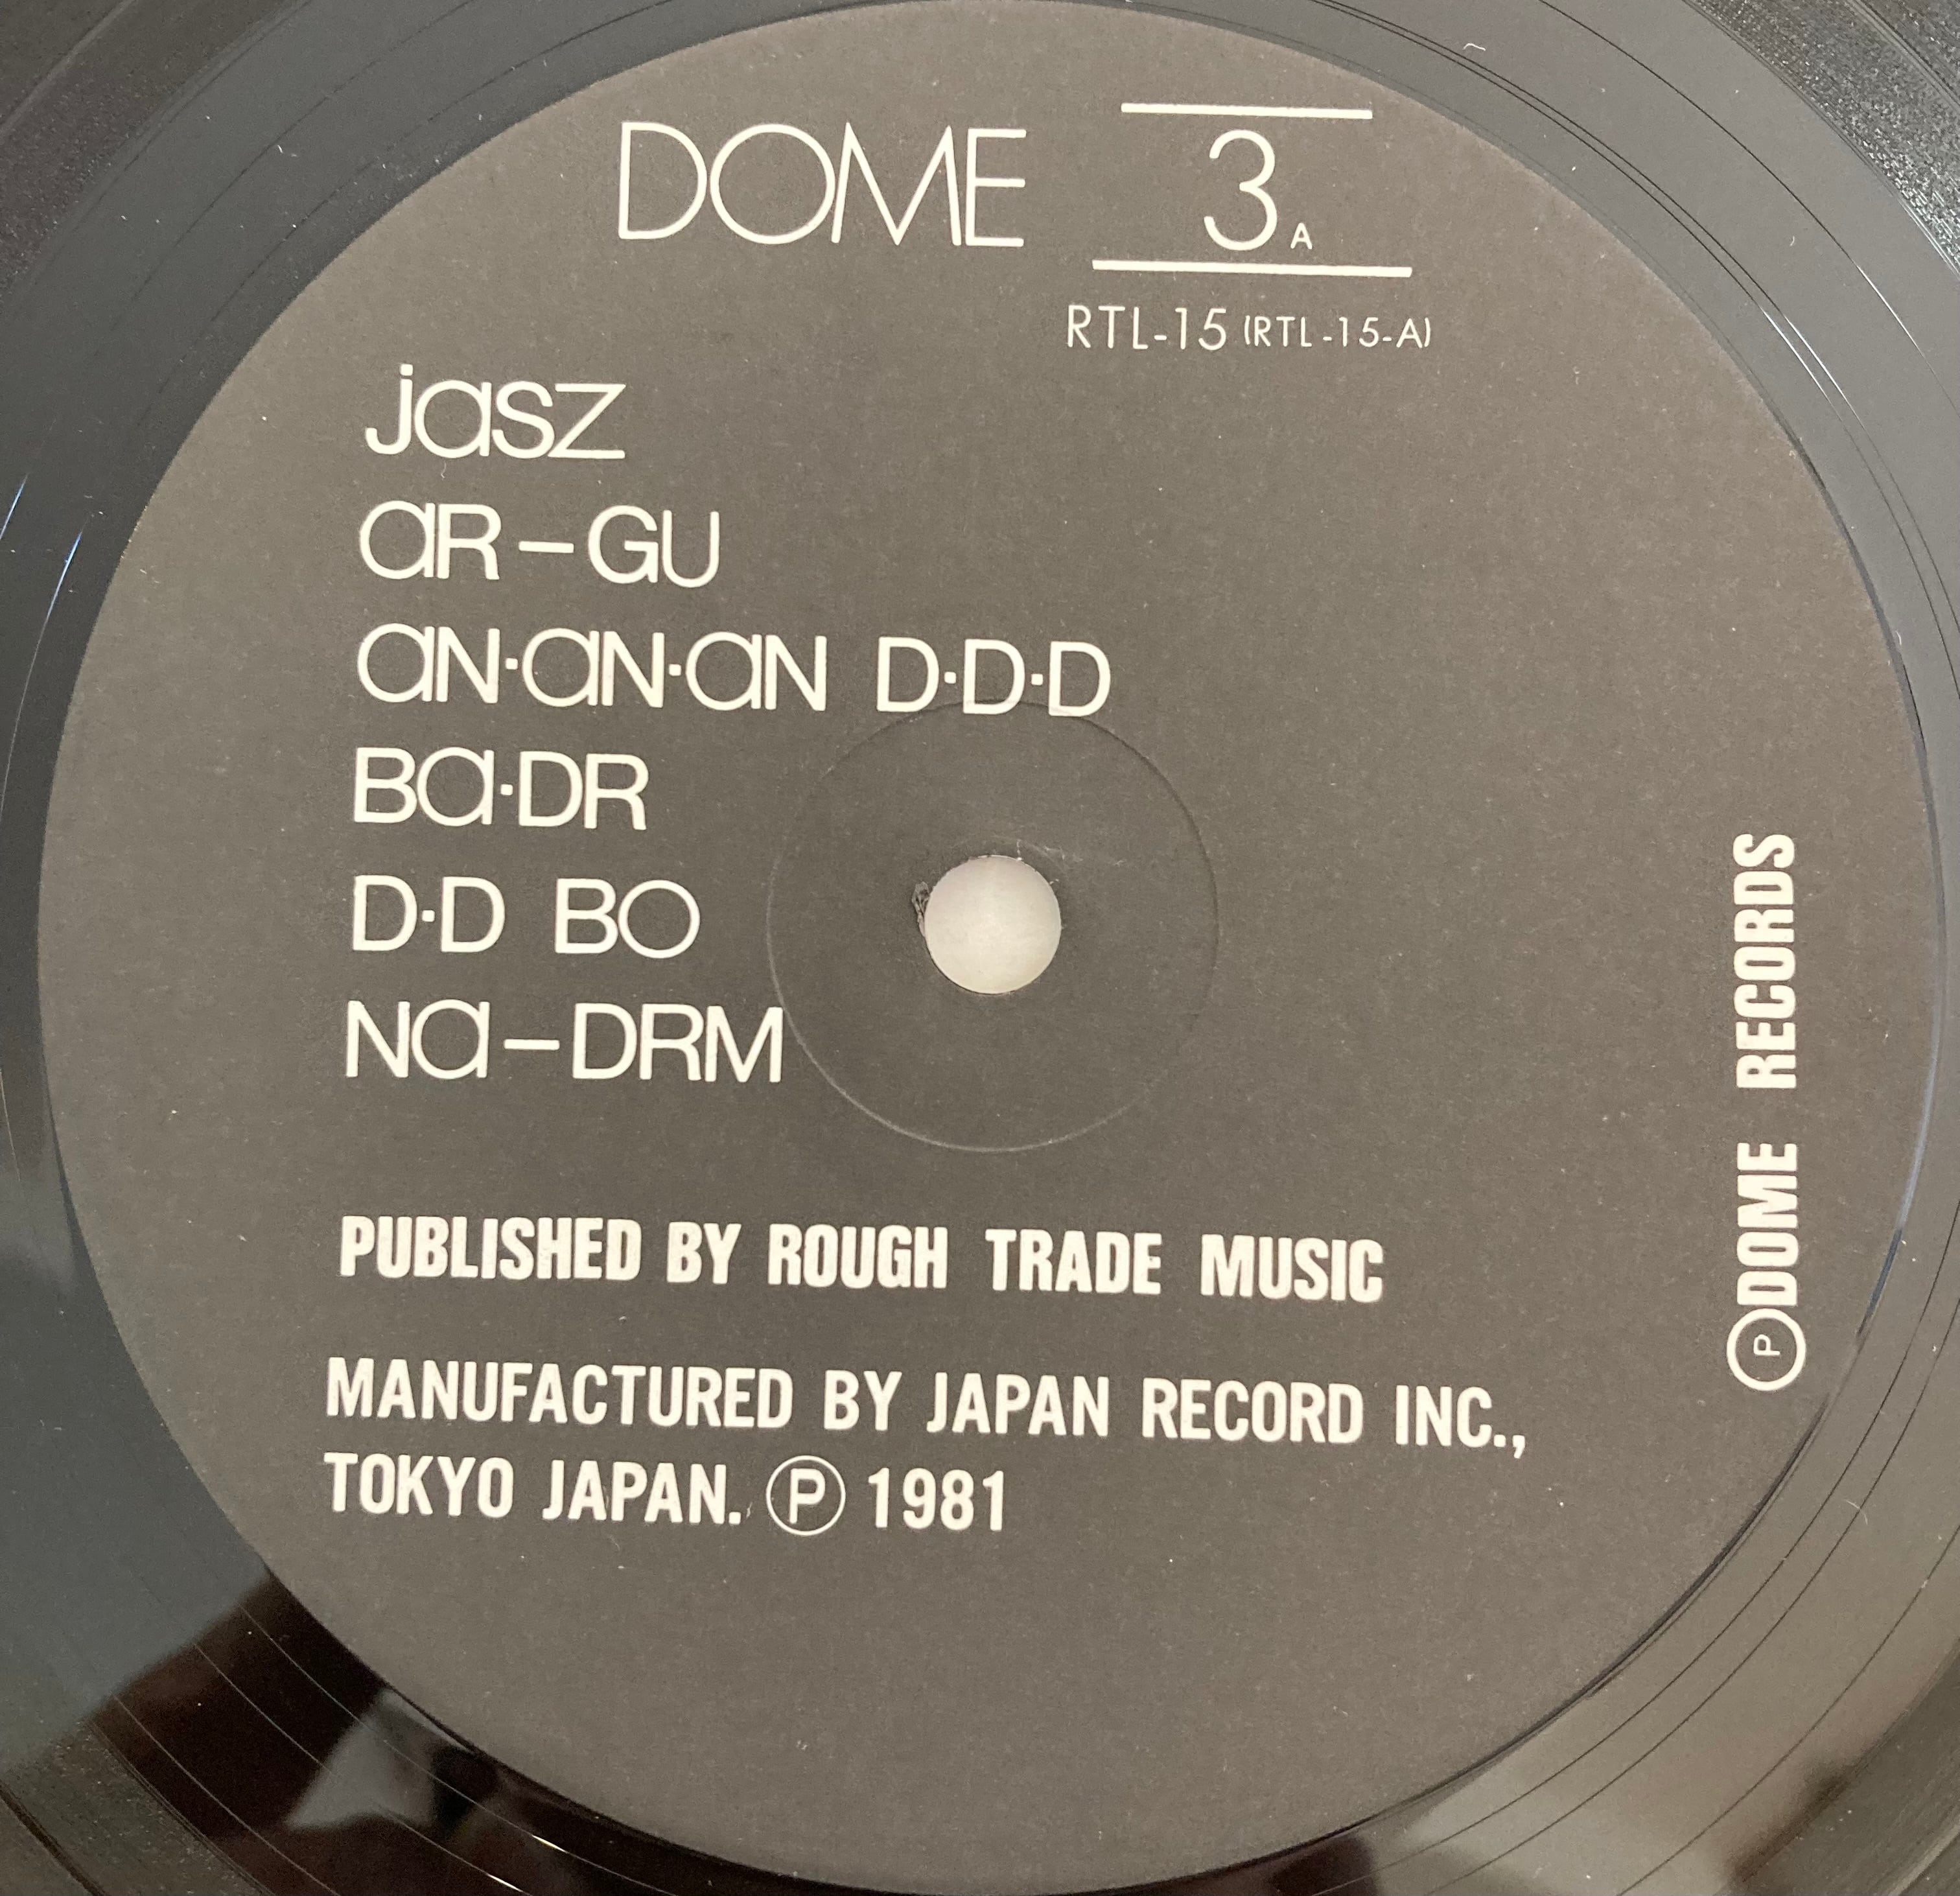 DOME 3A
RTL-15 (RTL-15-A)
jasz
aR-GU
aN·aN·aN D·D·D
Ba·DR
D·D BO
Na-DRM
PUBLISHED BY ROUGH TRADE MUSIC
MANUFACTURED BY JAPAN RECORD INC.,
TOKYO JAPAN. Ⓟ 1981
ⓅDOME RECORDS